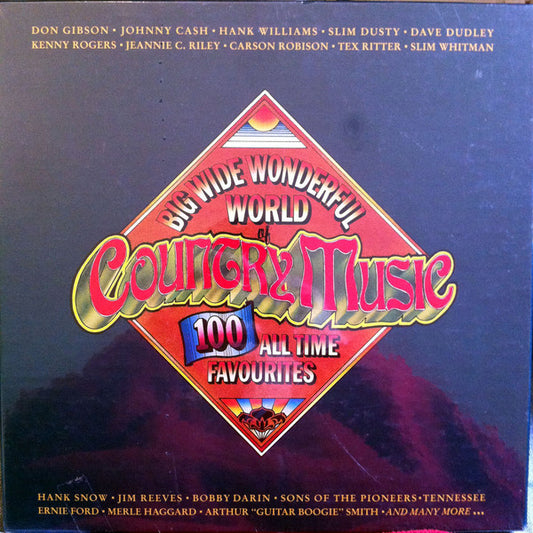 DON GIBSON • JOHNNY CASH • HANK WILLIAMS • SLIM DUSTY • DAVE DUDLEY
KENNY ROGERS • JEANNIE C. RILEY • CARSON ROBISON • TEX RITTER • SLIM WHITMAN
BIG WIDE WONDERFUL
WORLD
of
COUNTRY MUSIC
100
ALL TIME
FAVOURITES
HANK SNOW • JIM REEVES • BOBBY DARIN • SONS OF THE PIONEERS • TENNESSEE
ERNIE FORD • MERLE HAGGARD • ARTHUR "GUITAR BOOGIE" SMITH • AND MANY MORE ...